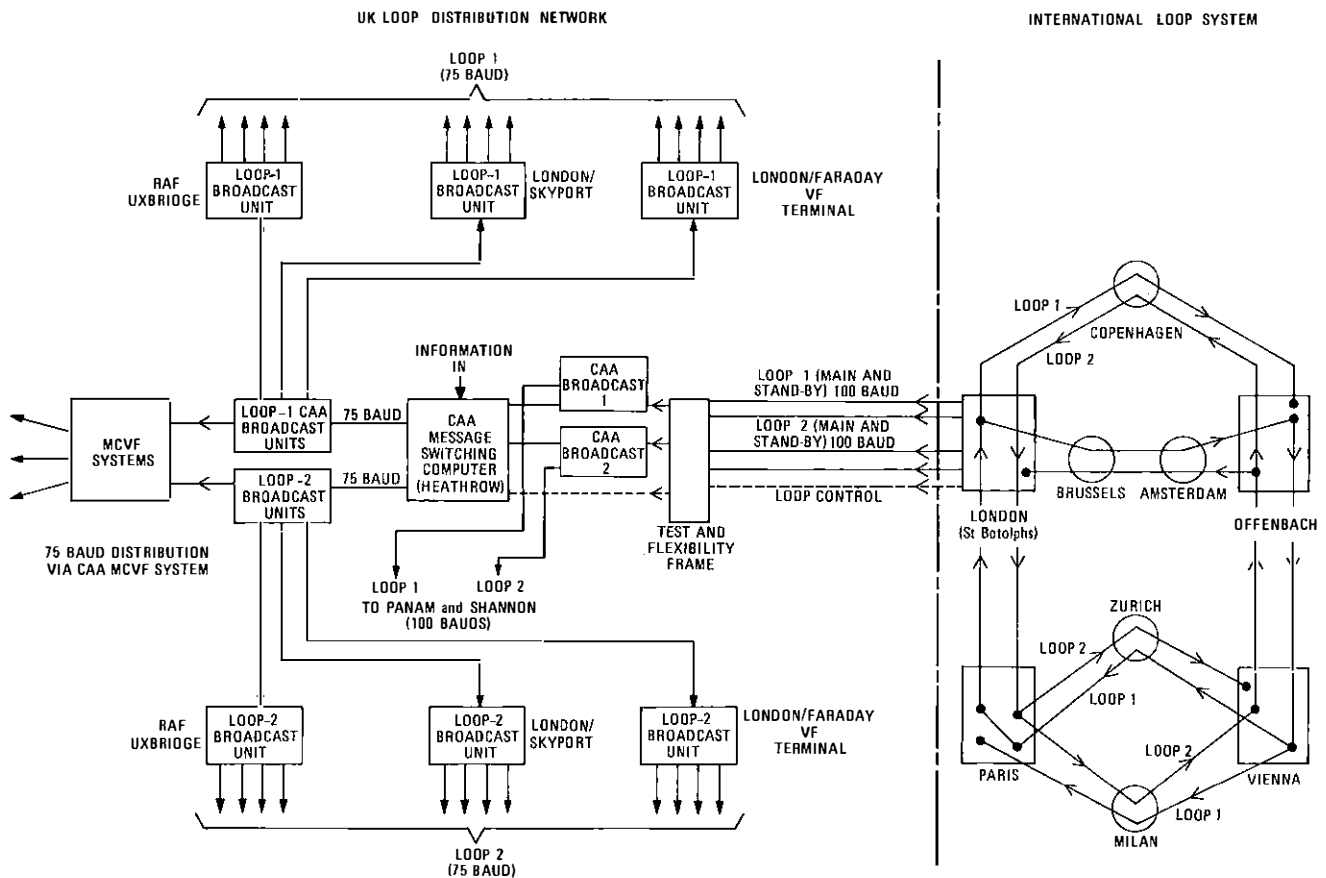 UK LOOP DISTRIBUTION NETWORK
INTERNATIONAL LOOP SYSTEM
LOOP 1
(75 BAUD)
RAF
UXBRIDGE
LOOP-1
BROADCAST
UNIT
LOOP-1
BROADCAST
UNIT
LONDON/
SKYPORT
LOOP-1
BROADCAST
UNIT
LONDON/FARADAY
VF
TERMINAL
MCVF
SYSTEMS
LOOP-1 CAA
BROADCAST
UNITS
75 BAUD
LOOP-2
BROADCAST
UNITS
75 BAUD
75 BAUD DISTRIBUTION
VIA CAA MCVF SYSTEM
INFORMATION
IN
CAA
MESSAGE
SWITCHING
COMPUTER
(HEATHROW)
CAA
BROADCAST
1
CAA
BROADCAST
2
LOOP 1
LOOP 2
TO PANAM and SHANNON
(100 BAUDS)
TEST AND
FLEXIBILITY
FRAME
LOOP 1 (MAIN AND
STAND-BY) 100 BAUD
LOOP 2 (MAIN AND
STAND-BY) 100 BAUD
LOOP CONTROL
LOOP 1
COPENHAGEN
LOOP 2
BRUSSELS
AMSTERDAM
LONDON
(St Botolphs)
OFFENBACH
ZURICH
LOOP 2
LOOP 1
PARIS
LOOP 2
VIENNA
LOOP 1
MILAN
RAF
UXBRIDGE
LOOP-2
BROADCAST
UNIT
LOOP-2
BROADCAST
UNIT
LONDON/
SKYPORT
LOOP-2
BROADCAST
UNIT
LONDON/FARADAY
VF
TERMINAL
LOOP 2
(75 BAUD)